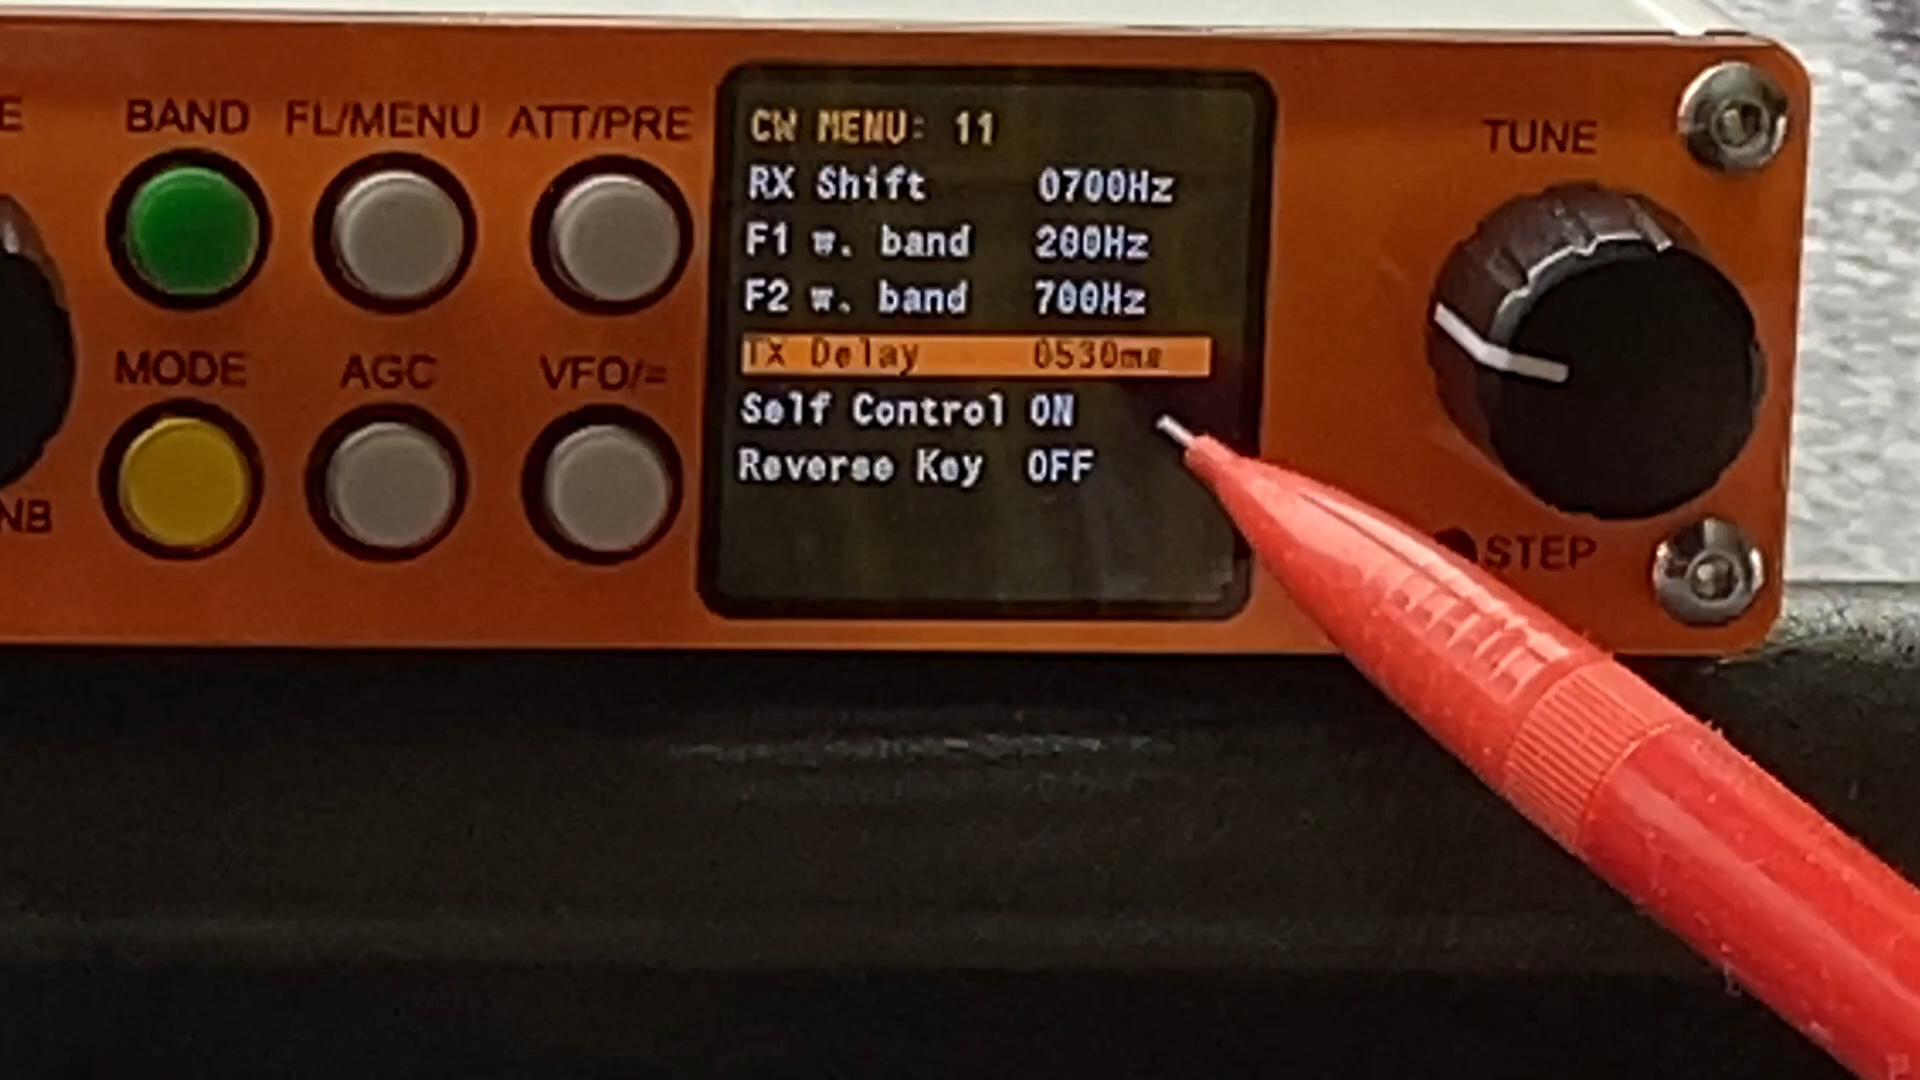 E BAND FL/MENU ATT/PRE
MODE AGC VFO/=
NB
CW MENU: 11
RX Shift 0700Hz
F1 w. band 200Hz
F2 w. band 700Hz
TX Delay 0530ms
Self Control ON
Reverse Key OFF
TUNE
STEP